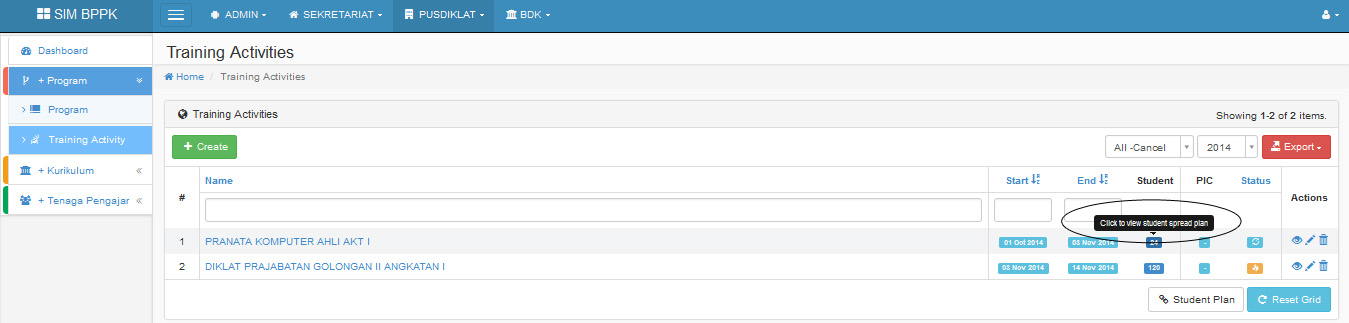 SIM BPPK ADMIN SEKRETARIAT PUSDIKLAT BDK
Dashboard
+ Program
Program
Training Activity
+ Kurikulum
+ Tenaga Pengajar
Training Activities
Home / Training Activities
Training Activities Showing 1-2 of 2 items.
+ Create All -Cancel 2014 Export
# Name Start End Student PIC Status Actions
Click to view student spread plan
1 PRANATA KOMPUTER AHLI AKT I 01 Oct 2014 03 Nov 2014 24 -
2 DIKLAT PRAJABATAN GOLONGAN II ANGKATAN I 03 Nov 2014 14 Nov 2014 120 -
Student Plan Reset Grid